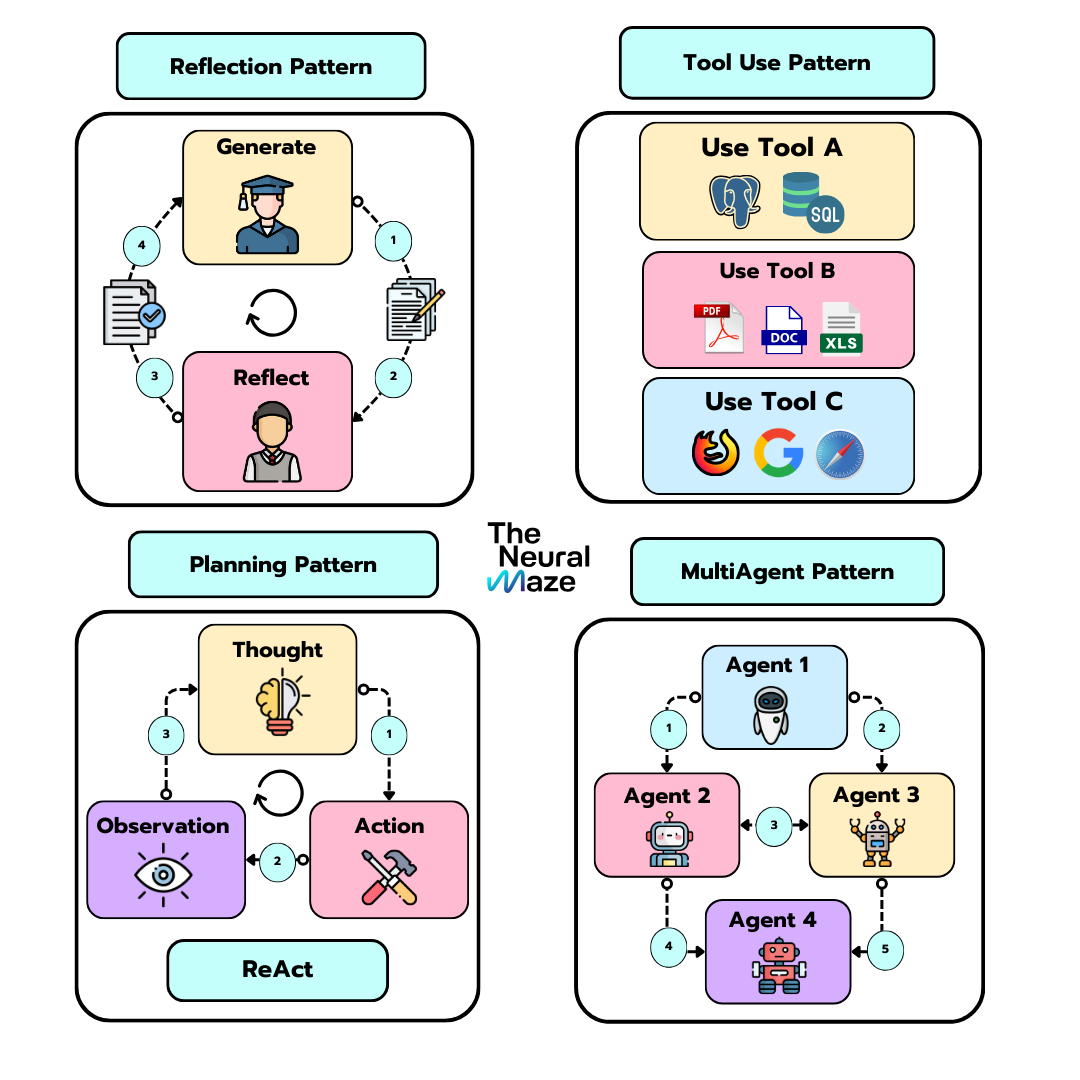 Reflection Pattern
Generate
4
1
3
2
Reflect
Tool Use Pattern
Use Tool A
SQL
Use Tool B
PDF
DOC
XLS
Use Tool C
The
Neural
Maze
Planning Pattern
Thought
3
1
Observation
Action
2
ReAct
MultiAgent Pattern
Agent 1
1
2
Agent 2
Agent 3
3
Agent 4
4
5